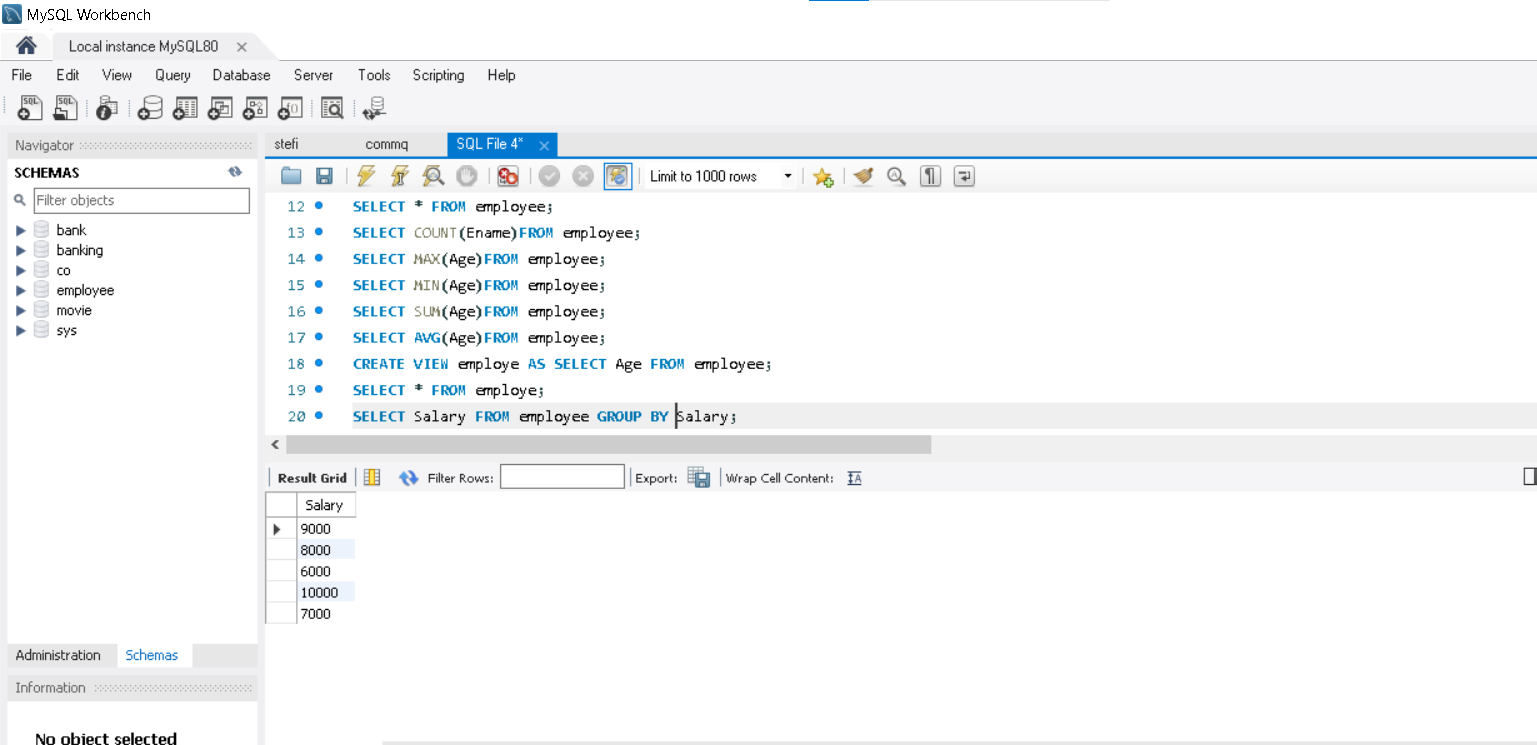 MySQL Workbench
Local instance MySQL80
File Edit View Query Database Server Tools Scripting Help
Navigator
SCHEMAS
Filter objects
bank
banking
co
employee
movie
sys
Administration Schemas
Information
No object selected
stefi commq SQL File 4*
Limit to 1000 rows
12 SELECT * FROM employee;
13 SELECT COUNT(Ename)FROM employee;
14 SELECT MAX(Age)FROM employee;
15 SELECT MIN(Age)FROM employee;
16 SELECT SUM(Age)FROM employee;
17 SELECT AVG(Age)FROM employee;
18 CREATE VIEW employe AS SELECT Age FROM employee;
19 SELECT * FROM employe;
20 SELECT Salary FROM employee GROUP BY Salary;
Result Grid Filter Rows: Export: Wrap Cell Content:
Salary
9000
8000
6000
10000
7000